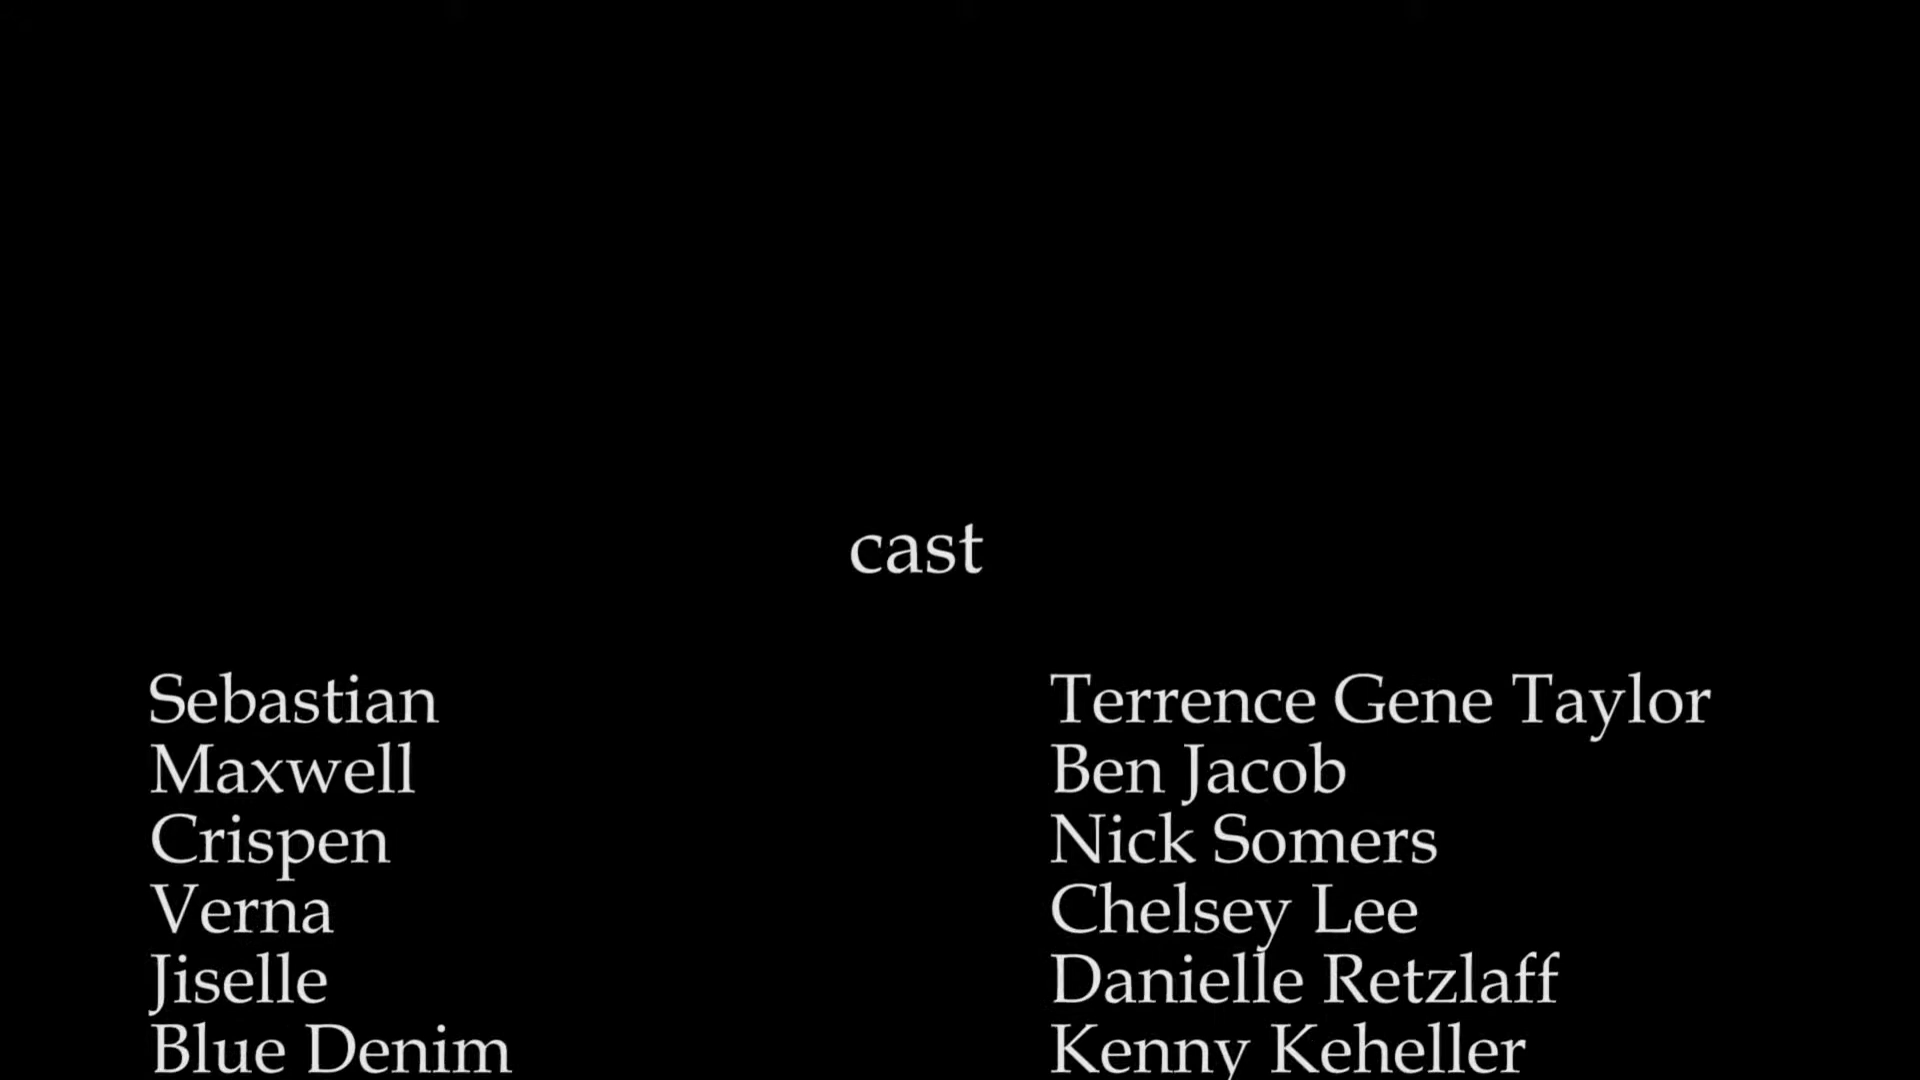 cast
Sebastian Terrence Gene Taylor
Maxwell Ben Jacob
Crispen Nick Somers
Verna Chelsey Lee
Jiselle Danielle Retzlaff
Blue Denim Kenny Keheller